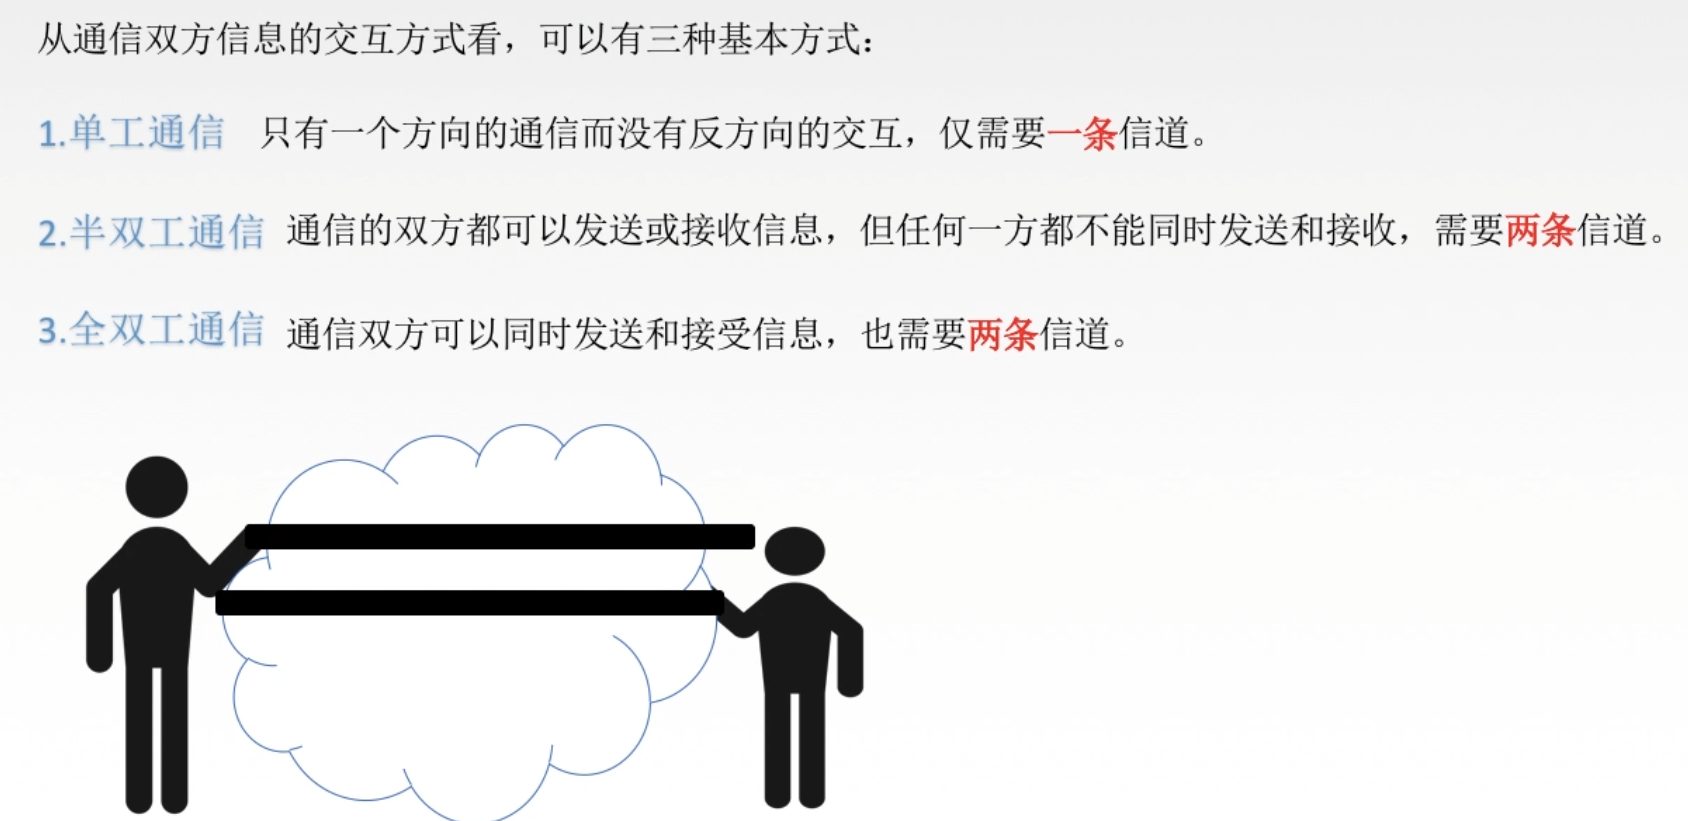 从通信双方信息的交互方式看，可以有三种基本方式：
1.单工通信 只有一个方向的通信而没有反方向的交互，仅需要一条信道。
2.半双工通信 通信的双方都可以发送或接收信息，但任何一方都不能同时发送和接收，需要两条信道。
3.全双工通信 通信双方可以同时发送和接受信息，也需要两条信道。